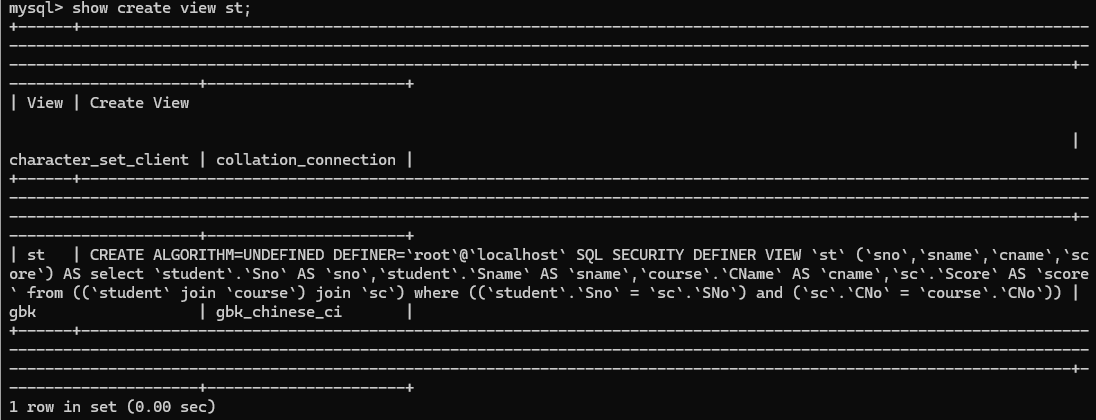 mysql> show create view st;
+------+----------------------------------------------------------------------------------------------------------------
------------------------------------------------------------------------------------------------------------------------
----------------------------------------------------------------------------------------------------------------------+-
---------------------+----------------------+
| View | Create View
|
character_set_client | collation_connection |
+------+----------------------------------------------------------------------------------------------------------------
------------------------------------------------------------------------------------------------------------------------
----------------------------------------------------------------------------------------------------------------------+-
---------------------+----------------------+
| st   | CREATE ALGORITHM=UNDEFINED DEFINER=`root`@`localhost` SQL SECURITY DEFINER VIEW `st` (`sno`,`sname`,`cname`,`sc
ore`) AS select `student`.`Sno` AS `sno`,`student`.`Sname` AS `sname`,`course`.`CName` AS `cname`,`sc`.`Score` AS `score
` from ((`student` join `course`) join `sc`) where ((`student`.`Sno` = `sc`.`SNo`) and (`sc`.`CNo` = `course`.`CNo`)) |
gbk                  | gbk_chinese_ci       |
+------+----------------------------------------------------------------------------------------------------------------
------------------------------------------------------------------------------------------------------------------------
----------------------------------------------------------------------------------------------------------------------+-
---------------------+----------------------+
1 row in set (0.00 sec)